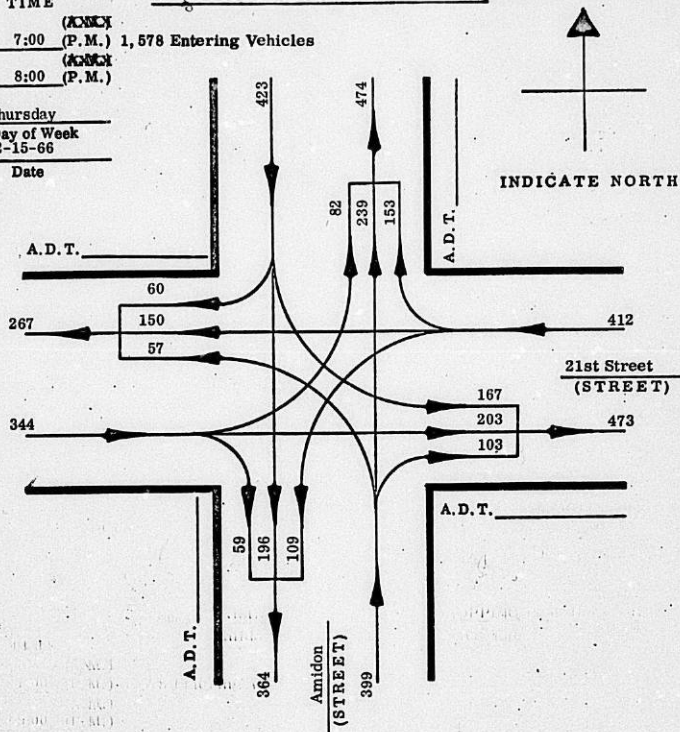 TIME
(A.M.)
7:00 (P.M.) 1,578 Entering Vehicles
(A.M.)
8:00 (P.M.)
hursday
ay of Week
-15-66
Date
INDICATE NORTH
423
474
82
239
153
A.D.T.
A.D.T.
60
150
57
267
412
21st Street
(STREET)
167
203
103
473
344
59
196
109
A.D.T.
A.D.T.
364
Amidon
(STREET)
399